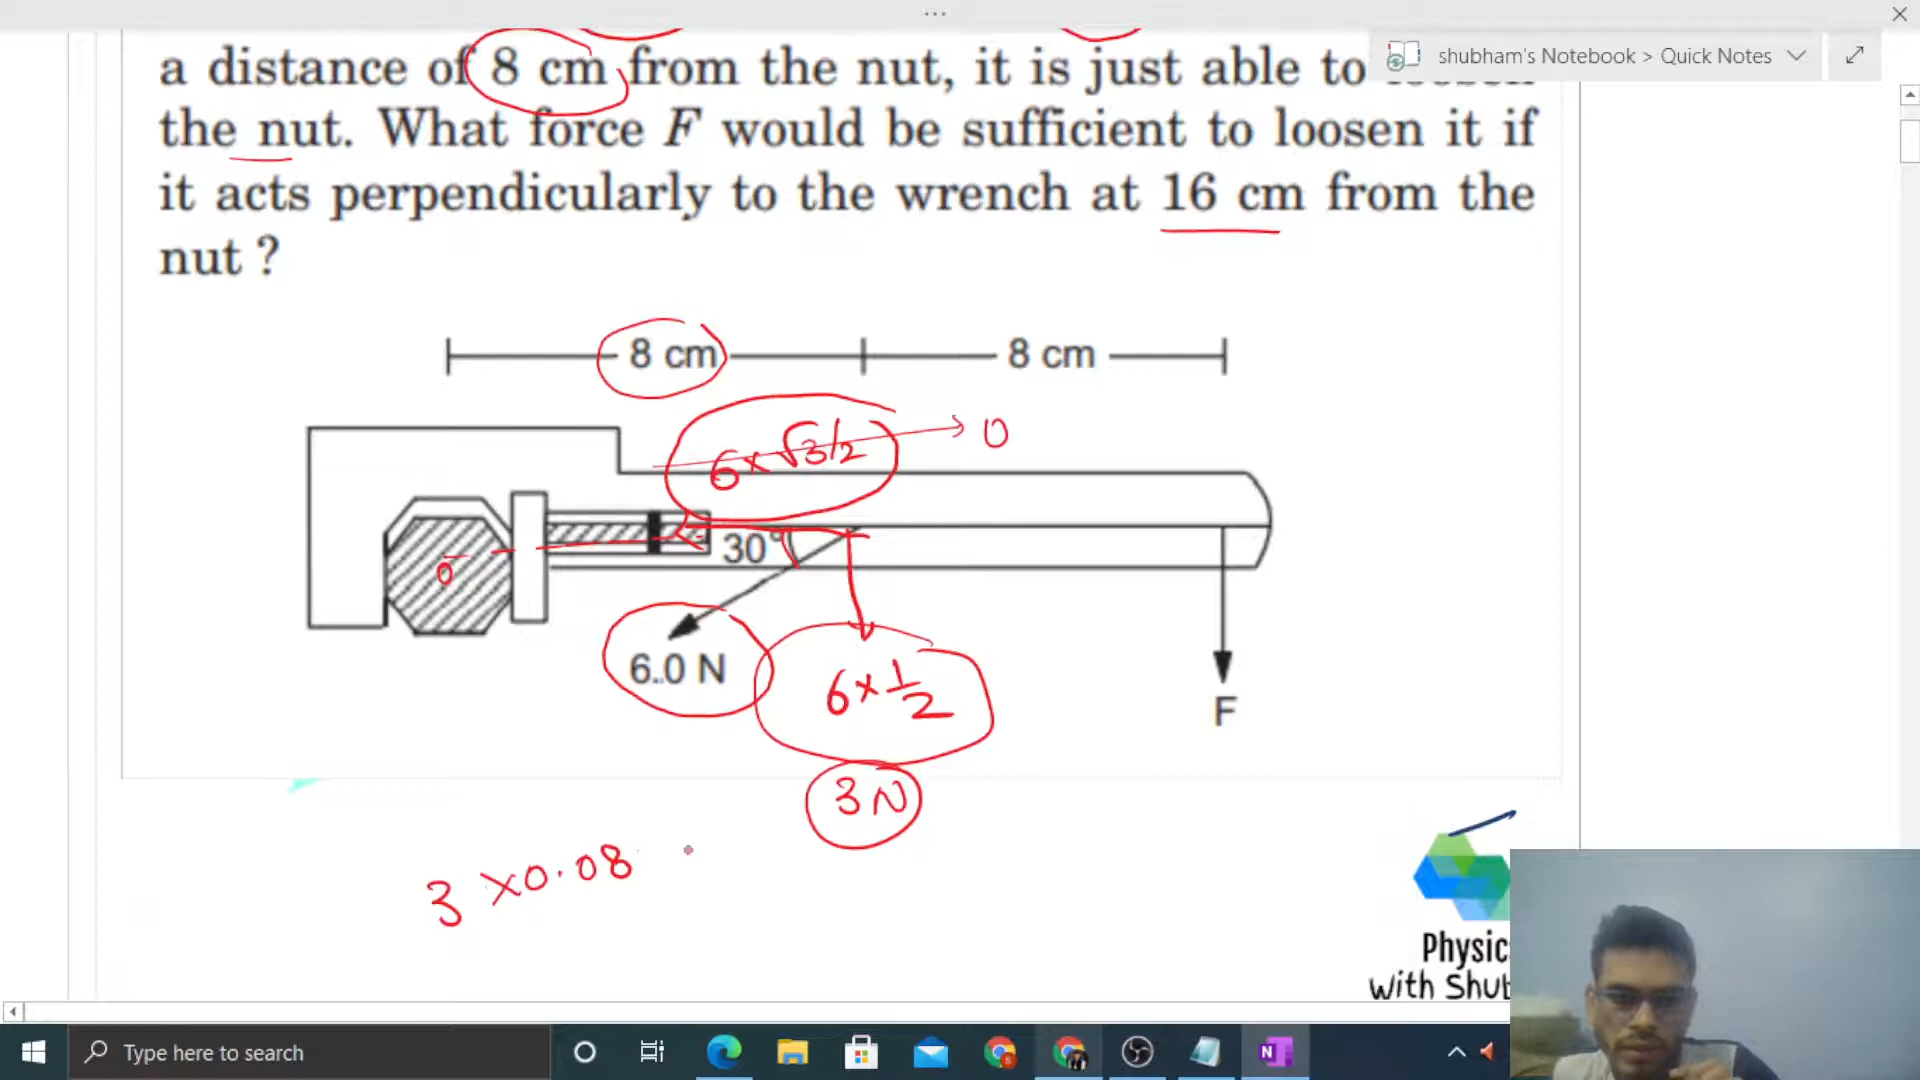 shubham's Notebook > Quick Notes
a distance of 8 cm from the nut, it is just able to
the nut. What force F would be sufficient to loosen it if
it acts perpendicularly to the wrench at 16 cm from the
nut ?
8 cm
8 cm
6 × √3/2
0
30°
0
6.0 N
6 × 1/2
F
3 N
3 × 0.08
Physic
with Shu
Type here to search